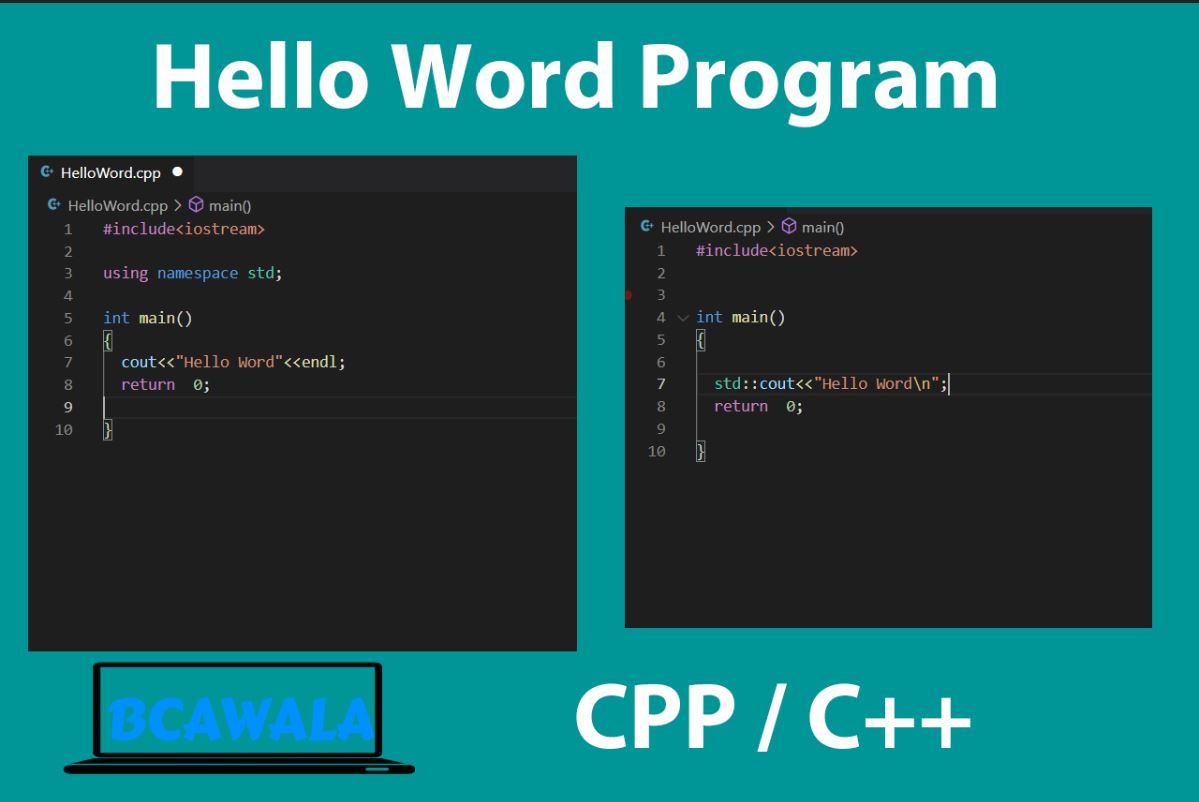 Hello Word Program
HelloWord.cpp
HelloWord.cpp > main()
1 #include<iostream>
2
3 using namespace std;
4
5 int main()
6 {
7 cout<<"Hello Word"<<endl;
8 return  0;
9
10 }
HelloWord.cpp > main()
1 #include<iostream>
2
3
4 int main()
5 {
6
7 std::cout<<"Hello Word\n";
8 return  0;
9
10 }
BCAWALA
CPP / C++